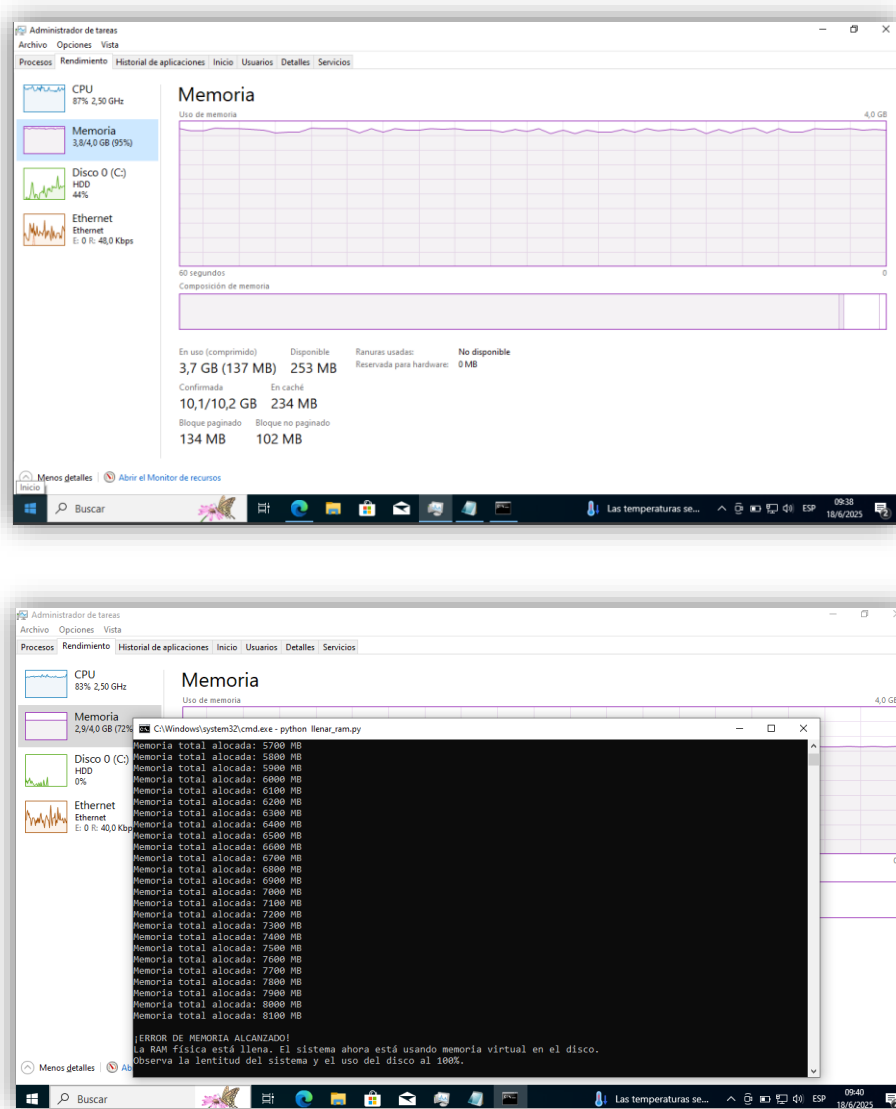 Administrador de tareas
Archivo Opciones Vista
Procesos Rendimiento Historial de aplicaciones Inicio Usuarios Detalles Servicios
CPU
87% 2,50 GHz
Memoria
3,8/4,0 GB (95%)
Disco 0 (C:)
HDD
44%
Ethernet
Ethernet
E: 0 R: 48,0 Kbps
Memoria
Uso de memoria 4,0 GB
60 segundos 0
Composición de memoria
En uso (comprimido) Disponible Ranuras usadas: No disponible
3,7 GB (137 MB) 253 MB Reservada para hardware: 0 MB
Confirmada En caché
10,1/10,2 GB 234 MB
Bloque paginado Bloque no paginado
134 MB 102 MB
Menos detalles Abrir el Monitor de recursos
Inicio
Buscar Las temperaturas se... ESP 09:38
18/6/2025 2
Administrador de tareas
Archivo Opciones Vista
Procesos Rendimiento Historial de aplicaciones Inicio Usuarios Detalles Servicios
CPU
83% 2,50 GHz
Memoria
2,9/4,0 GB (72%
Disco 0 (C:)
HDD
0%
Ethernet
Ethernet
E: 0 R: 40,0 Kbp
Memoria
Uso de memoria 4,0 GB
C:\Windows\system32\cmd.exe - python llenar_ram.py
Memoria total alocada: 5700 MB
Memoria total alocada: 5800 MB
Memoria total alocada: 5900 MB
Memoria total alocada: 6000 MB
Memoria total alocada: 6100 MB
Memoria total alocada: 6200 MB
Memoria total alocada: 6300 MB
Memoria total alocada: 6400 MB
Memoria total alocada: 6500 MB
Memoria total alocada: 6600 MB
Memoria total alocada: 6700 MB
Memoria total alocada: 6800 MB
Memoria total alocada: 6900 MB
Memoria total alocada: 7000 MB
Memoria total alocada: 7100 MB
Memoria total alocada: 7200 MB
Memoria total alocada: 7300 MB
Memoria total alocada: 7400 MB
Memoria total alocada: 7500 MB
Memoria total alocada: 7600 MB
Memoria total alocada: 7700 MB
Memoria total alocada: 7800 MB
Memoria total alocada: 7900 MB
Memoria total alocada: 8000 MB
Memoria total alocada: 8100 MB
¡ERROR DE MEMORIA ALCANZADO!
La RAM física está llena. El sistema ahora está usando memoria virtual en el disco.
Observa la lentitud del sistema y el uso del disco al 100%.
Menos detalles Ab
Buscar Las temperaturas se... ESP 09:40
18/6/2025